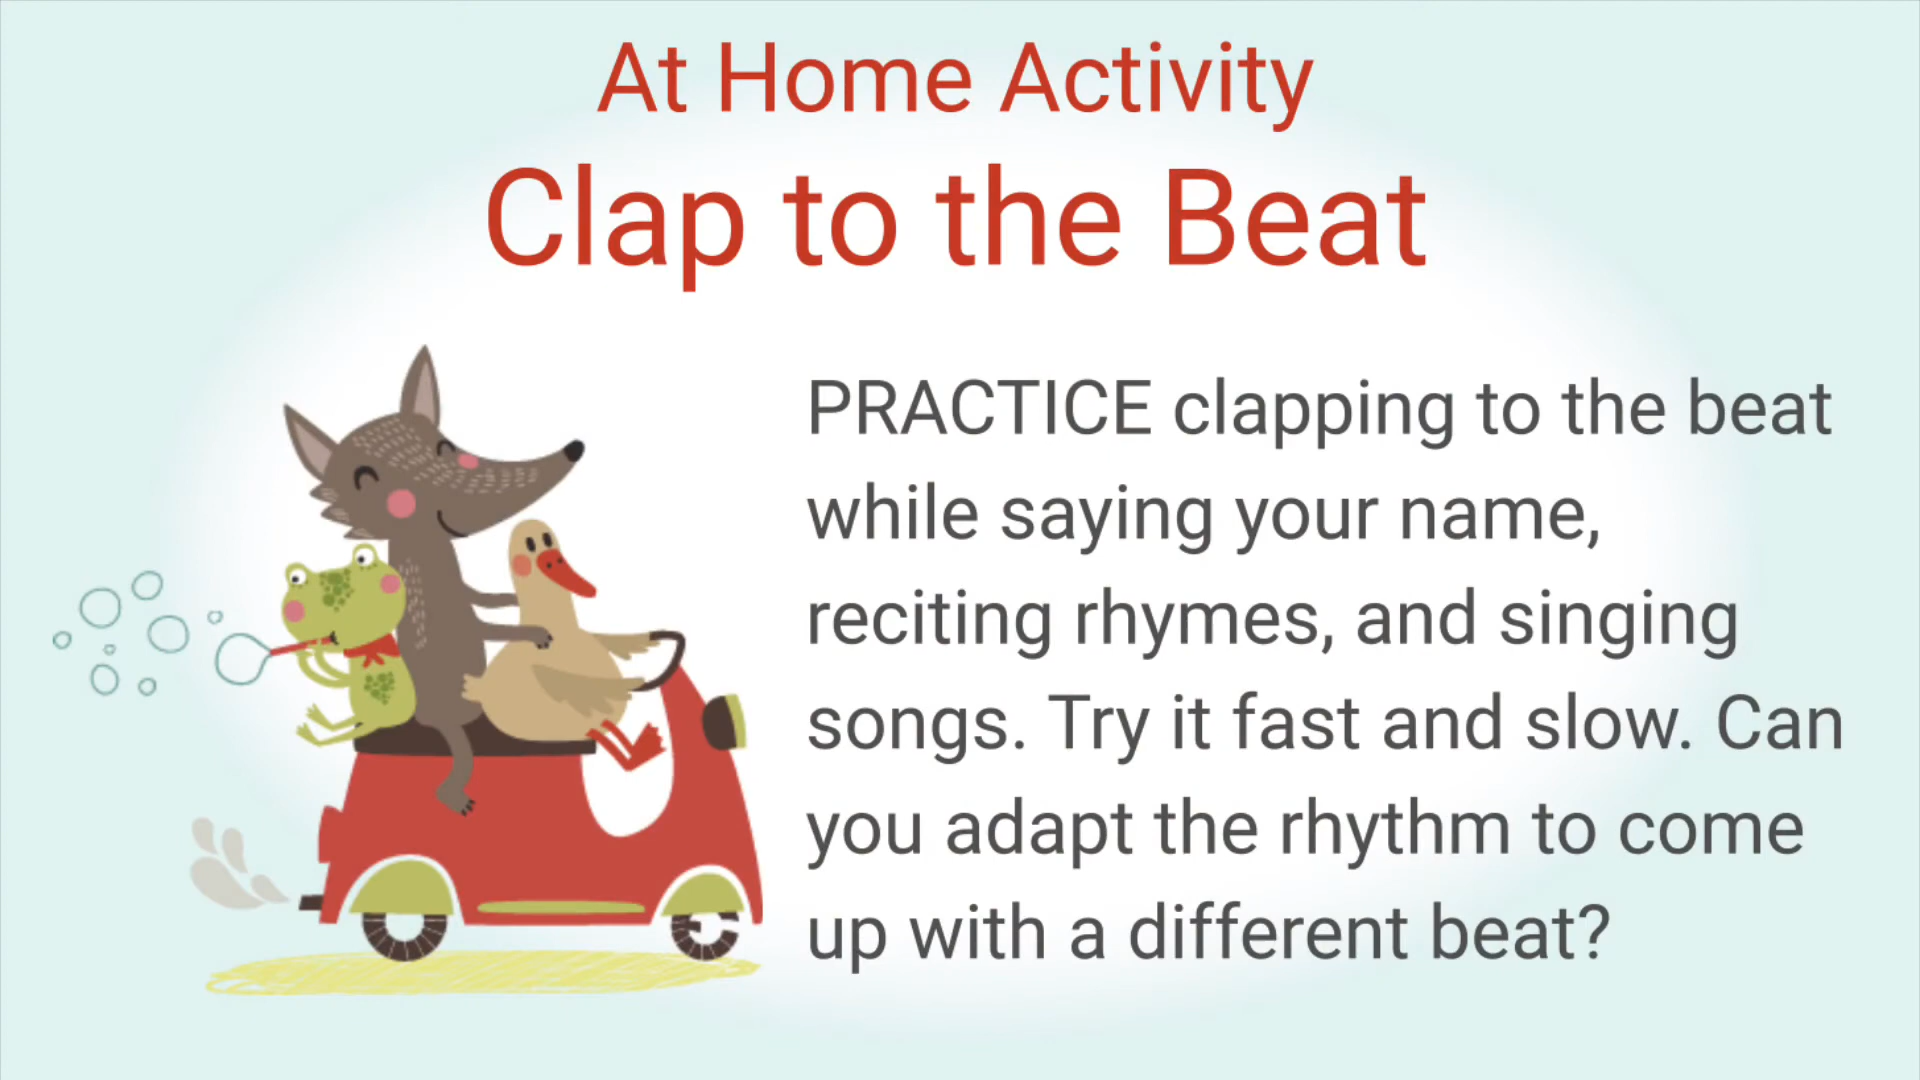 At Home Activity
Clap to the Beat
PRACTICE clapping to the beat
while saying your name,
reciting rhymes, and singing
songs. Try it fast and slow. Can
you adapt the rhythm to come
up with a different beat?